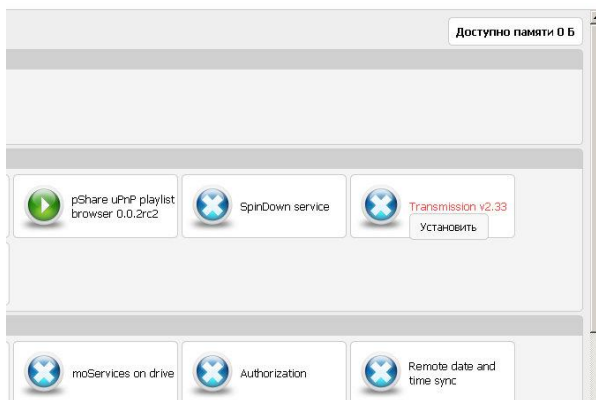 Доступно памяти 0 Б
pShare uPnP playlist
browser 0.0.2rc2
SpinDown service
Transmission v2.33
Установить
moServices on drive
Authorization
Remote date and
time sync